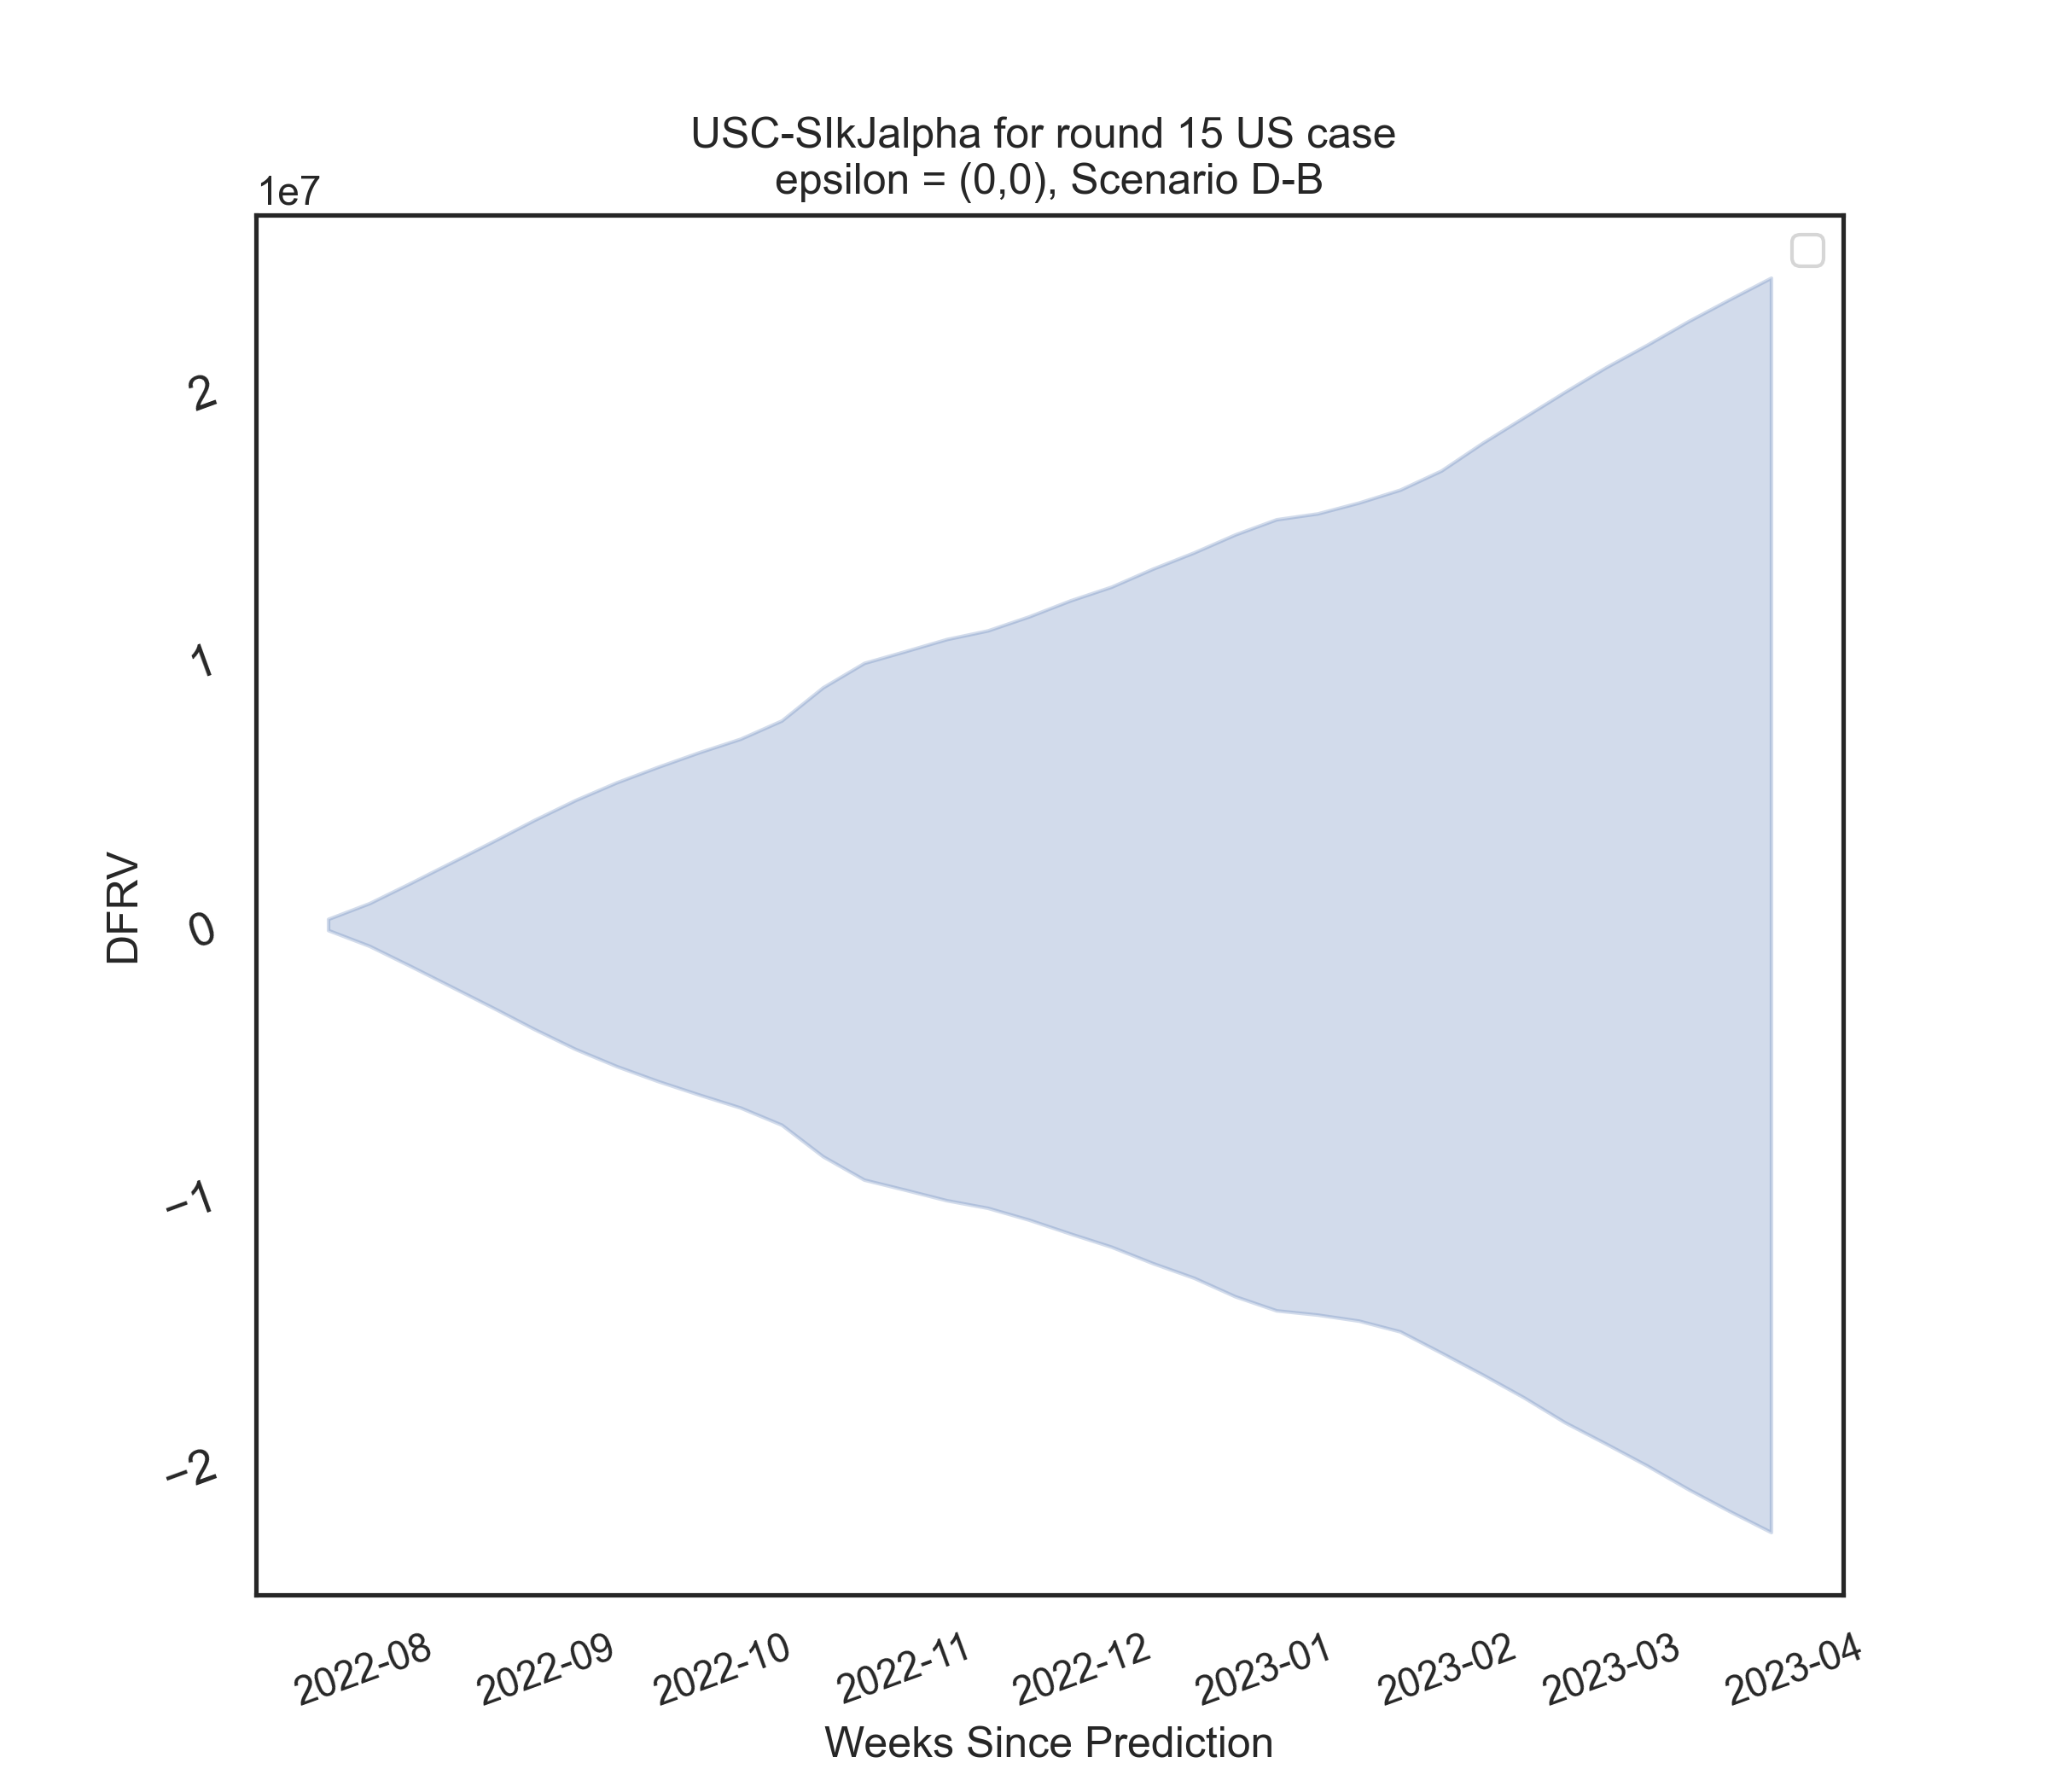 USC-SIkJalpha for round 15 US case
epsilon = (0,0), Scenario D-B
1e7
2
1
0
−1
−2
DFRV
2022-08
2022-09
2022-10
2022-11
2022-12
2023-01
2023-02
2023-03
2023-04
Weeks Since Prediction